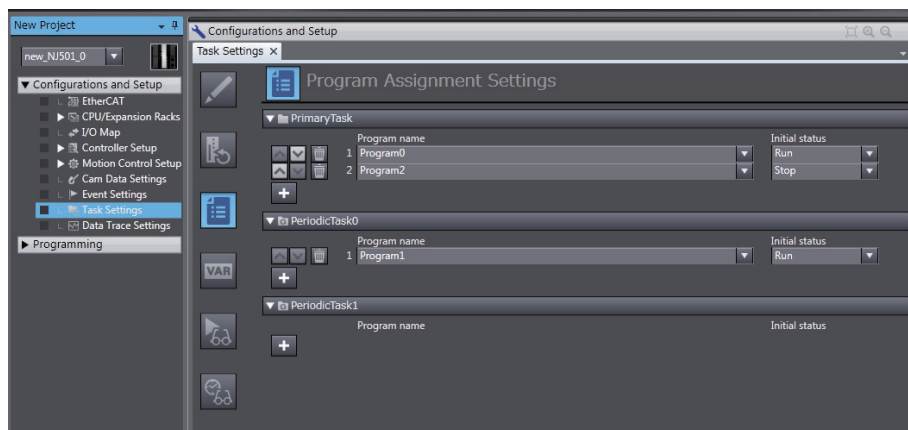 New Project
new_NJ501_0
Configurations and Setup
EtherCAT
CPU/Expansion Racks
I/O Map
Controller Setup
Motion Control Setup
Cam Data Settings
Event Settings
Task Settings
Data Trace Settings
Programming
Configurations and Setup
Task Settings X
Program Assignment Settings
PrimaryTask
Program name Initial status
1 Program0 Run
2 Program2 Stop
+
PeriodicTask0
Program name Initial status
1 Program1 Run
VAR
+
PeriodicTask1
Program name Initial status
+